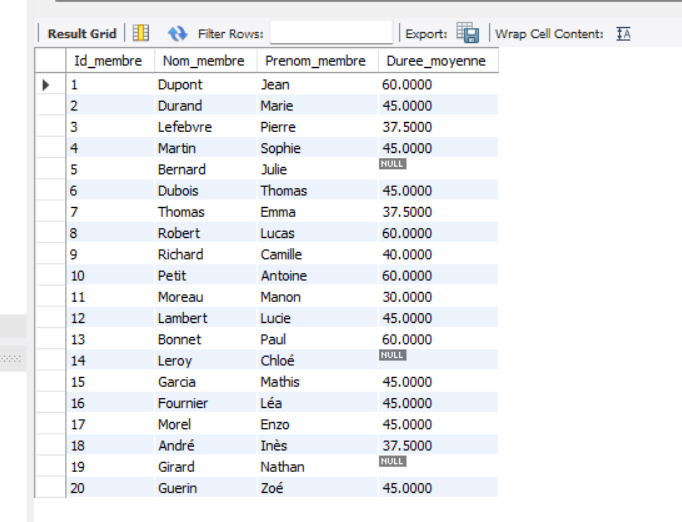 Result Grid Filter Rows: Export: Wrap Cell Content: IA
Id_membre Nom_membre Prenom_membre Duree_moyenne
1 Dupont Jean 60.0000
2 Durand Marie 45.0000
3 Lefebvre Pierre 37.5000
4 Martin Sophie 45.0000
5 Bernard Julie NULL
6 Dubois Thomas 45.0000
7 Thomas Emma 37.5000
8 Robert Lucas 60.0000
9 Richard Camille 40.0000
10 Petit Antoine 60.0000
11 Moreau Manon 30.0000
12 Lambert Lucie 45.0000
13 Bonnet Paul 60.0000
14 Leroy Chloé NULL
15 Garcia Mathis 45.0000
16 Fournier Léa 45.0000
17 Morel Enzo 45.0000
18 André Inès 37.5000
19 Girard Nathan NULL
20 Guerin Zoé 45.0000